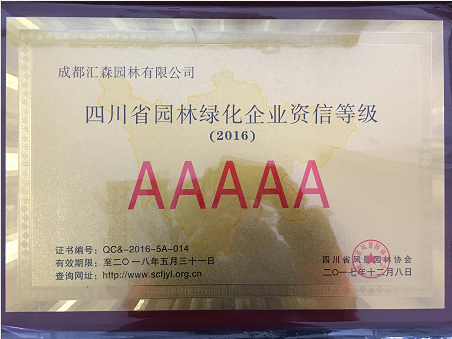 成都汇森园林有限公司
四川省园林绿化企业资信等级
(2016)
AAAAA
证书编号：QC&-2016-5A-014
有效期限：至二〇一八年五月三十一日
查询网址：http://www.scfjyl.org.cn
四川省风景园林协会
二〇一七年十二月八日